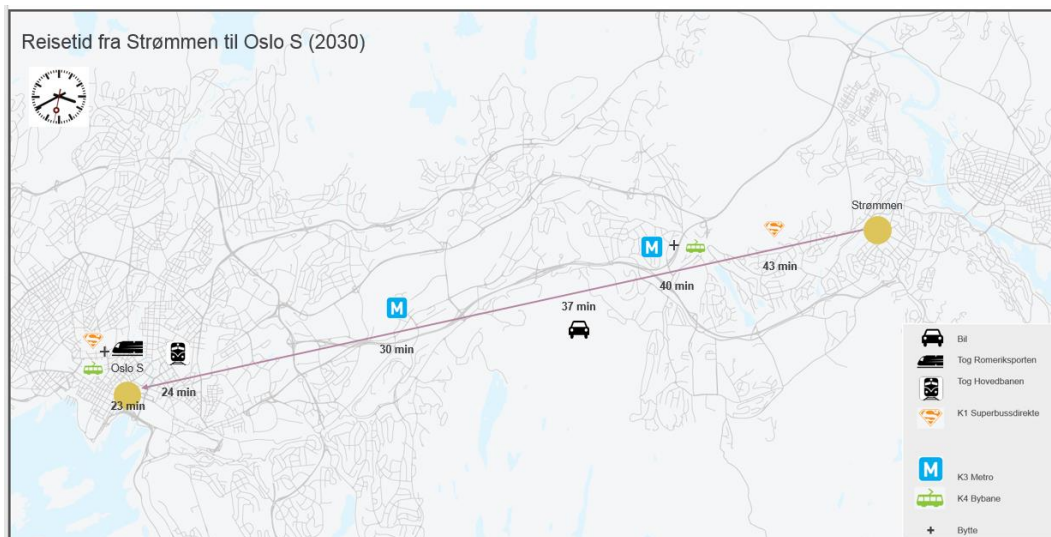 Reisetid fra Strømmen til Oslo S (2030)
Strømmen
43 min
40 min
37 min
30 min
Oslo S
24 min
23 min
Bil
Tog Romeriksporten
Tog Hovedbanen
K1 Superbussdirekte
K3 Metro
K4 Bybane
Bytte
M
M
M
+
+
+